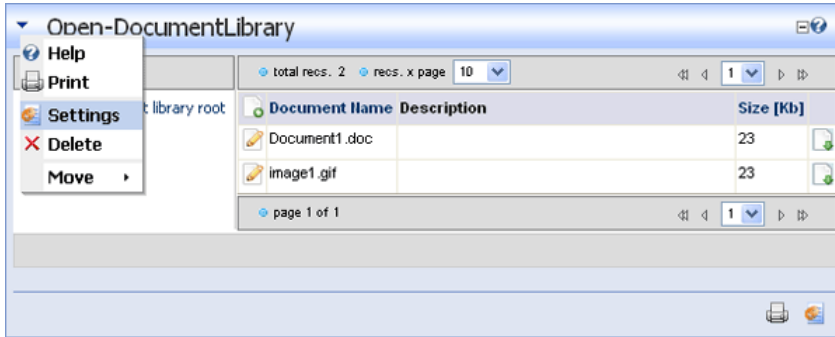 Open-DocumentLibrary
Help
Print
Settings
Delete
Move
total recs. 2 recs. x page 10 1
t library root
Document Name Description Size [Kb]
Document1.doc 23
image1.gif 23
page 1 of 1 1